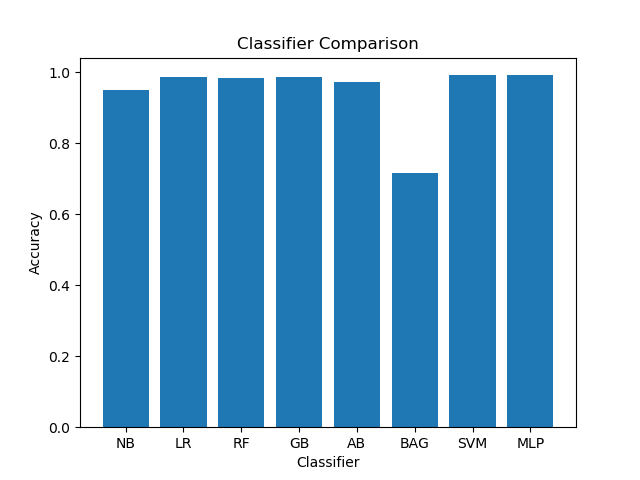 Classifier Comparison
1.0
0.8
0.6
0.4
0.2
0.0
Accuracy
NB LR RF GB AB BAG SVM MLP
Classifier